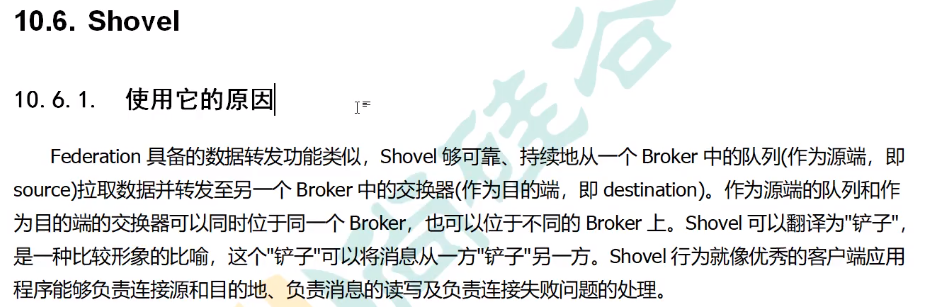 10.6. Shovel
10.6.1. 使用它的原因
Federation 具备的数据转发功能类似，Shovel 够可靠、持续地从一个 Broker 中的队列(作为源端，即
source)拉取数据并转发至另一个 Broker 中的交换器(作为目的端，即 destination)。作为源端的队列和作
为目的端的交换器可以同时位于同一个 Broker，也可以位于不同的 Broker 上。Shovel 可以翻译为"铲子"，
是一种比较形象的比喻，这个"铲子"可以将消息从一方"铲子"另一方。Shovel 行为就像优秀的客户端应用
程序能够负责连接源和目的地、负责消息的读写及负责连接失败问题的处理。
尚硅谷